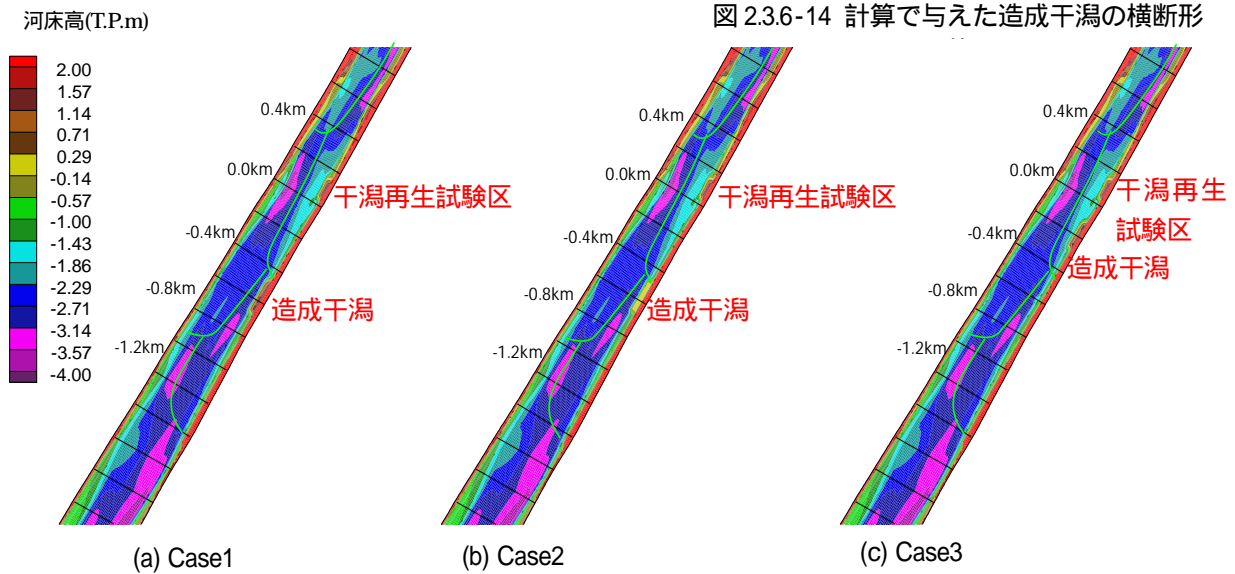 図 2.3.6-14 計算で与えた造成干潟の横断形
河床高(T.P.m)
2.00
1.57
1.14
0.71
0.29
-0.14
-0.57
-1.00
-1.43
-1.86
-2.29
-2.71
-3.14
-3.57
-4.00
0.4km
0.0km
-0.4km
-0.8km
-1.2km
干潟再生試験区
造成干潟
(a) Case1
0.4km
0.0km
-0.4km
-0.8km
-1.2km
干潟再生試験区
造成干潟
(b) Case2
0.4km
0.0km
-0.4km
-0.8km
-1.2km
干潟再生
試験区
造成干潟
(c) Case3